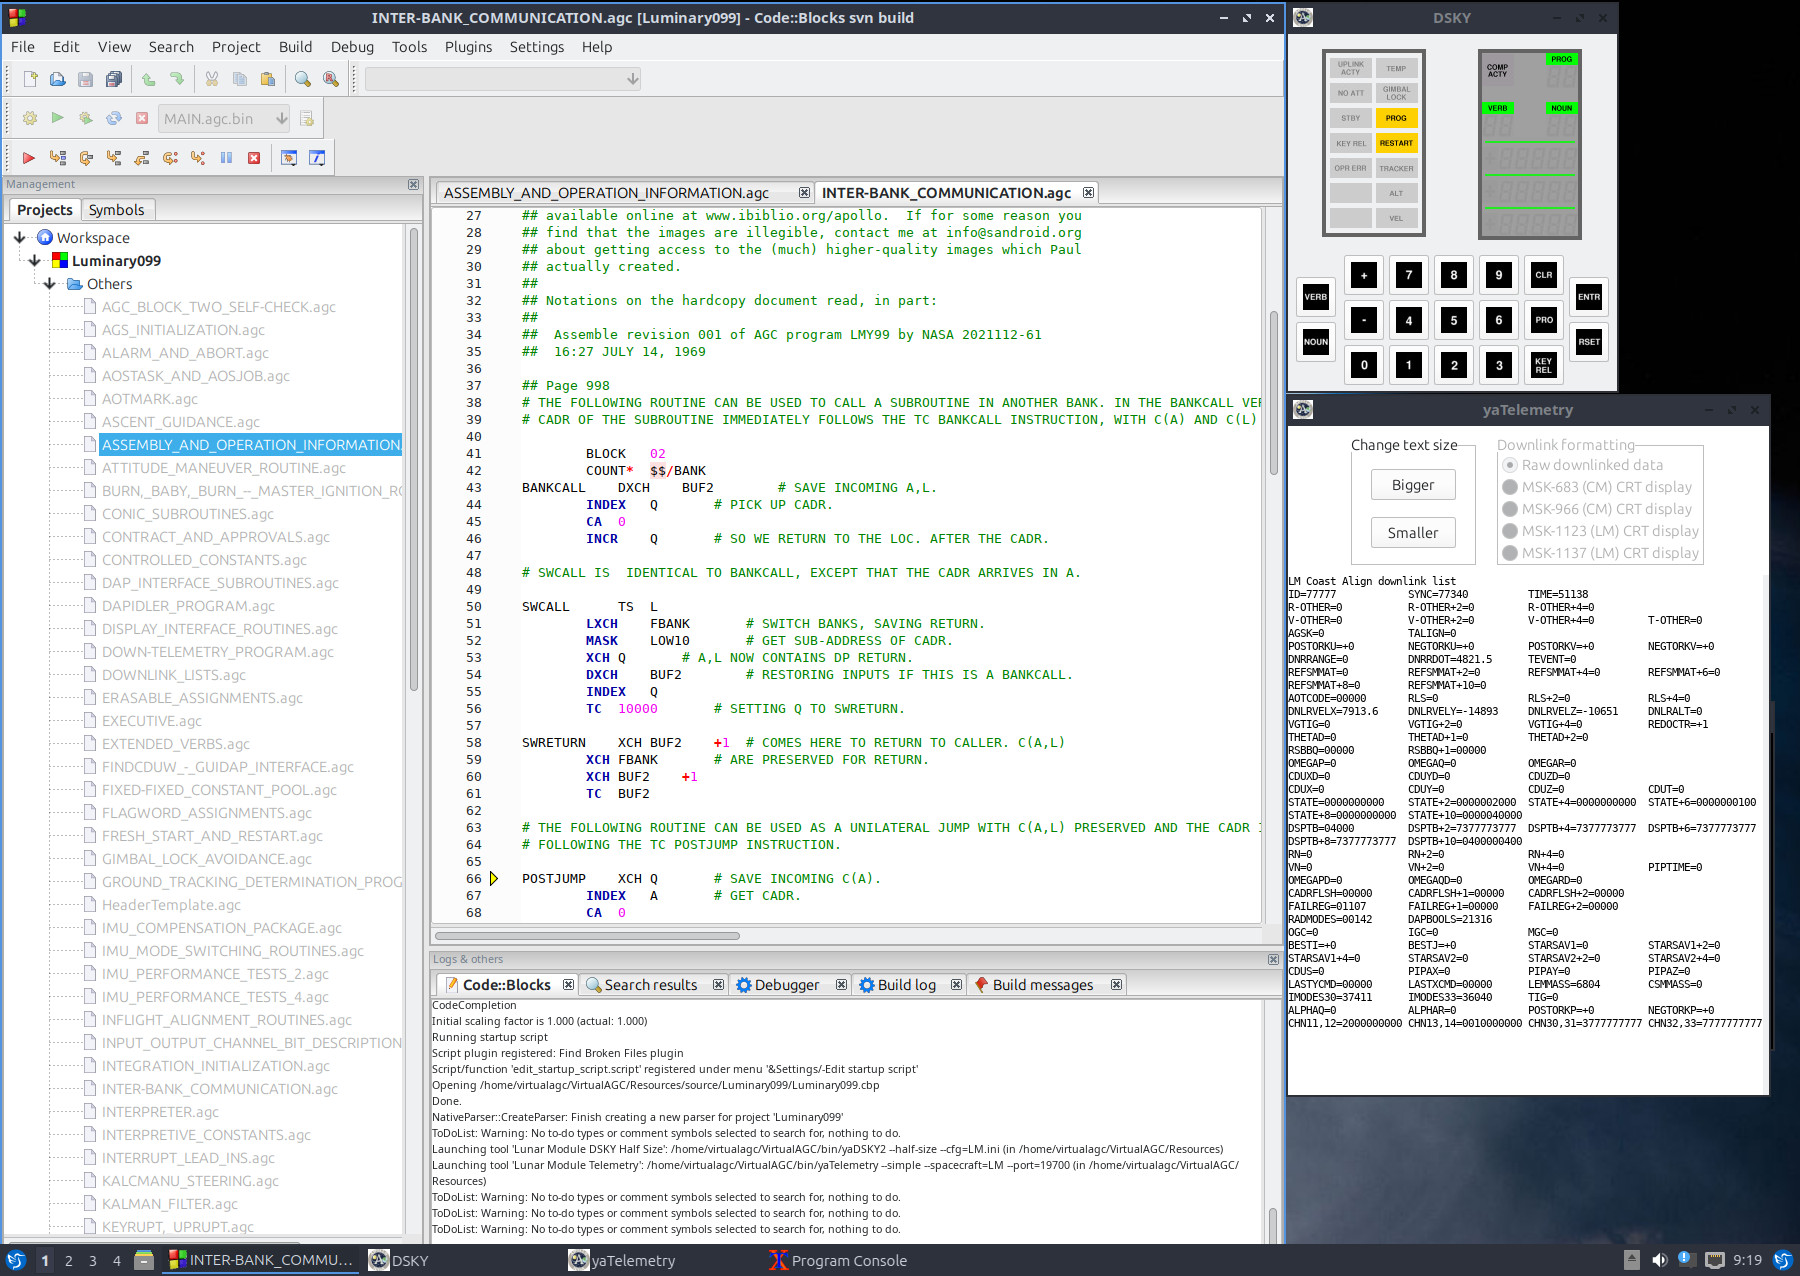 INTER-BANK_COMMUNICATION.agc [Luminary099] - Code::Blocks svn build
File Edit View Search Project Build Debug Tools Plugins Settings Help
MAIN.agc.bin
Management
Projects Symbols
Workspace
Luminary099
Others
AGC_BLOCK_TWO_SELF-CHECK.agc
AGS_INITIALIZATION.agc
ALARM_AND_ABORT.agc
AOSTASK_AND_AOSJOB.agc
AOTMARK.agc
ASCENT_GUIDANCE.agc
ASSEMBLY_AND_OPERATION_INFORMATION.
ATTITUDE_MANEUVER_ROUTINE.agc
BURN,_BABY,_BURN_--_MASTER_IGNITION_RO
CONIC_SUBROUTINES.agc
CONTRACT_AND_APPROVALS.agc
CONTROLLED_CONSTANTS.agc
DAP_INTERFACE_SUBROUTINES.agc
DAPIDLER_PROGRAM.agc
DISPLAY_INTERFACE_ROUTINES.agc
DOWN-TELEMETRY_PROGRAM.agc
DOWNLINK_LISTS.agc
ERASABLE_ASSIGNMENTS.agc
EXECUTIVE.agc
EXTENDED_VERBS.agc
FINDCDUW_-_GUIDAP_INTERFACE.agc
FIXED-FIXED_CONSTANT_POOL.agc
FLAGWORD_ASSIGNMENTS.agc
FRESH_START_AND_RESTART.agc
GIMBAL_LOCK_AVOIDANCE.agc
GROUND_TRACKING_DETERMINATION_PROG
HeaderTemplate.agc
IMU_COMPENSATION_PACKAGE.agc
IMU_MODE_SWITCHING_ROUTINES.agc
IMU_PERFORMANCE_TESTS_2.agc
IMU_PERFORMANCE_TESTS_4.agc
INFLIGHT_ALIGNMENT_ROUTINES.agc
INPUT_OUTPUT_CHANNEL_BIT_DESCRIPTION
INTEGRATION_INITIALIZATION.agc
INTER-BANK_COMMUNICATION.agc
INTERPRETER.agc
INTERPRETIVE_CONSTANTS.agc
INTERRUPT_LEAD_INS.agc
KALCMANU_STEERING.agc
KALMAN_FILTER.agc
KEYRUPT,_UPRUPT.agc
ASSEMBLY_AND_OPERATION_INFORMATION.agc INTER-BANK_COMMUNICATION.agc
27 ## available online at www.ibiblio.org/apollo.  If for some reason you
28 ## find that the images are illegible, contact me at info@sandroid.org
29 ## about getting access to the (much) higher-quality images which Paul
30 ## actually created.
31 ##
32 ## Notations on the hardcopy document read, in part:
33 ##
34 ##  Assemble revision 001 of AGC program LMY99 by NASA 2021112-61
35 ##  16:27 JULY 14, 1969
36
37 ## Page 998
38 # THE FOLLOWING ROUTINE CAN BE USED TO CALL A SUBROUTINE IN ANOTHER BANK. IN THE BANKCALL VER
39 # CADR OF THE SUBROUTINE IMMEDIATELY FOLLOWS THE TC BANKCALL INSTRUCTION, WITH C(A) AND C(L)
40
41 BLOCK 02
42 COUNT* $$/BANK
43 BANKCALL DXCH BUF2 # SAVE INCOMING A,L.
44 INDEX Q # PICK UP CADR.
45 CA 0
46 INCR Q # SO WE RETURN TO THE LOC. AFTER THE CADR.
47
48 # SWCALL IS  IDENTICAL TO BANKCALL, EXCEPT THAT THE CADR ARRIVES IN A.
49
50 SWCALL TS L
51 LXCH FBANK # SWITCH BANKS, SAVING RETURN.
52 MASK LOW10 # GET SUB-ADDRESS OF CADR.
53 XCH Q # A,L NOW CONTAINS DP RETURN.
54 DXCH BUF2 # RESTORING INPUTS IF THIS IS A BANKCALL.
55 INDEX Q
56 TC 10000 # SETTING Q TO SWRETURN.
57
58 SWRETURN XCH BUF2 +1 # COMES HERE TO RETURN TO CALLER. C(A,L)
59 XCH FBANK # ARE PRESERVED FOR RETURN.
60 XCH BUF2 +1
61 TC BUF2
62
63 # THE FOLLOWING ROUTINE CAN BE USED AS A UNILATERAL JUMP WITH C(A,L) PRESERVED AND THE CADR I
64 # FOLLOWING THE TC POSTJUMP INSTRUCTION.
65
66 POSTJUMP XCH Q # SAVE INCOMING C(A).
67 INDEX A # GET CADR.
68 CA 0
Logs & others
Code::Blocks Search results Debugger Build log Build messages
CodeCompletion
Initial scaling factor is 1.000 (actual: 1.000)
Running startup script
Script plugin registered: Find Broken Files plugin
Script/function 'edit_startup_script.script' registered under menu '&Settings/-Edit startup script'
Opening /home/virtualagc/VirtualAGC/Resources/source/Luminary099/Luminary099.cbp
Done.
NativeParser::CreateParser: Finish creating a new parser for project 'Luminary099'
ToDoList: Warning: No to-do types or comment symbols selected to search for, nothing to do.
Launching tool 'Lunar Module DSKY Half Size': /home/virtualagc/VirtualAGC/bin/yaDSKY2 --half-size --cfg=LM.ini (in /home/virtualagc/VirtualAGC/Resources)
Launching tool 'Lunar Module Telemetry': /home/virtualagc/VirtualAGC/bin/yaTelemetry --simple --spacecraft=LM --port=19700 (in /home/virtualagc/VirtualAGC/
Resources)
ToDoList: Warning: No to-do types or comment symbols selected to search for, nothing to do.
ToDoList: Warning: No to-do types or comment symbols selected to search for, nothing to do.
ToDoList: Warning: No to-do types or comment symbols selected to search for, nothing to do.
DSKY
UPLINK ACTY TEMP
NO ATT GIMBAL LOCK
STBY PROG
KEY REL RESTART
OPR ERR TRACKER
ALT
VEL
COMP ACTY PROG
VERB NOUN
+ 7 8 9 CLR
VERB ENTR
- 4 5 6 PRO
NOUN RSET
0 1 2 3 KEY REL
yaTelemetry
Change text size
Bigger
Smaller
Downlink formatting
Raw downlinked data
MSK-683 (CM) CRT display
MSK-966 (CM) CRT display
MSK-1123 (LM) CRT display
MSK-1137 (LM) CRT display
LM Coast Align downlink list
ID=77777 SYNC=77340 TIME=51138
R-OTHER=0 R-OTHER+2=0 R-OTHER+4=0
V-OTHER=0 V-OTHER+2=0 V-OTHER+4=0 T-OTHER=0
AGSK=0 TALIGN=0
POSTORKU=+0 NEGTORKU=+0 POSTORKV=+0 NEGTORKV=+0
DNRRANGE=0 DNRRDOT=4821.5 TEVENT=0
REFSMMAT=0 REFSMMAT+2=0 REFSMMAT+4=0 REFSMMAT+6=0
REFSMMAT+8=0 REFSMMAT+10=0
AOTCODE=00000 RLS=0 RLS+2=0 RLS+4=0
DNLRVELX=7913.6 DNLRVELY=-14893 DNLRVELZ=-10651 DNLRALT=0
VGTIG=0 VGTIG+2=0 VGTIG+4=0 REDOCTR=+1
THETAD=0 THETAD+1=0 THETAD+2=0
RSBBQ=00000 RSBBQ+1=00000
OMEGAP=0 OMEGAQ=0 OMEGAR=0
CDUXD=0 CDUYD=0 CDUZD=0
CDUX=0 CDUY=0 CDUZ=0 CDUT=0
STATE=0000000000 STATE+2=0000002000 STATE+4=0000000000 STATE+6=0000000100
STATE+8=0000000000 STATE+10=0000040000
DSPTB=04000 DSPTB+2=7377773777 DSPTB+4=7377773777 DSPTB+6=7377773777
DSPTB+8=7377773777 DSPTB+10=0400000400
RN=0 RN+2=0 RN+4=0
VN=0 VN+2=0 VN+4=0 PIPTIME=0
OMEGAPD=0 OMEGAQD=0 OMEGARD=0
CADRFLSH=00000 CADRFLSH+1=00000 CADRFLSH+2=00000
FAILREG=01107 FAILREG+1=00000 FAILREG+2=00000
RADMODES=00142 DAPBOOLS=21316
OGC=0 IGC=0 MGC=0
BESTI=+0 BESTJ=+0 STARSAV1=0 STARSAV1+2=0
STARSAV1+4=0 STARSAV2=0 STARSAV2+2=0 STARSAV2+4=0
CDUS=0 PIPAX=0 PIPAY=0 PIPAZ=0
LASTYCMD=00000 LASTXCMD=00000 LEMMASS=6804 CSMMASS=0
IMODES30=37411 IMODES33=36040 TIG=0
ALPHAQ=0 ALPHAR=0 POSTORKP=+0 NEGTORKP=+0
CHN11,12=2000000000 CHN13,14=0010000000 CHN30,31=3777777777 CHN32,33=7777777777
1 2 3 4 INTER-BANK_COMMU... DSKY yaTelemetry Program Console 9:19